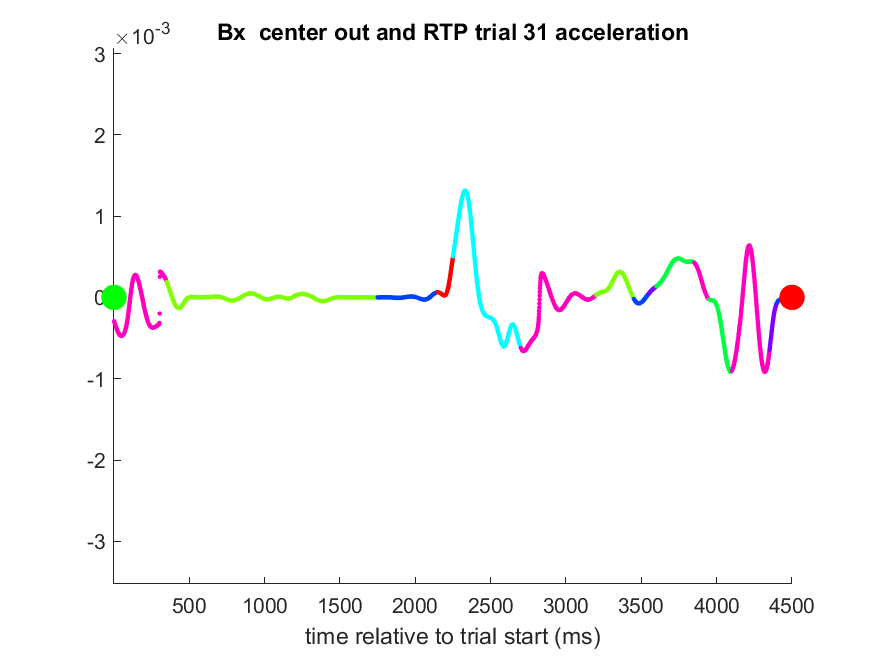 Bx  center out and RTP trial 31 acceleration
×10-3
3
2
1
0
-1
-2
-3
500 1000 1500 2000 2500 3000 3500 4000 4500
time relative to trial start (ms)